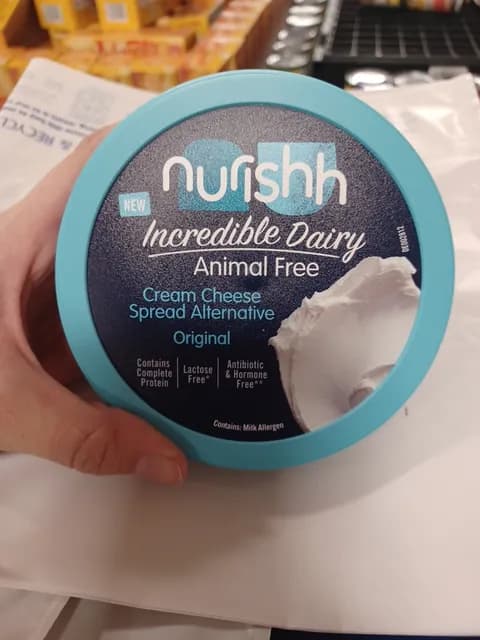 & RECYCL
nurishh
NEW
Incredible Dairy
Animal Free
Cream Cheese
Spread Alternative
Original
Contains
Complete
Protein
Lactose
Free*
Antibiotic
& Hormone
Free**
Contains: Milk Allergen